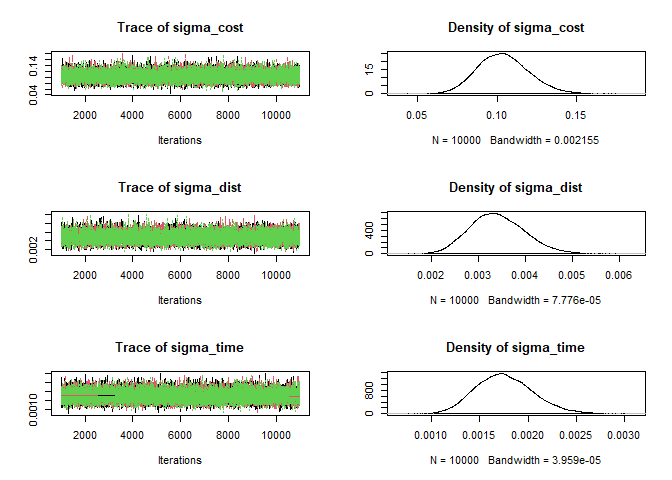 Trace of sigma_cost
0.04 0.14
2000 4000 6000 8000 10000
Iterations
Density of sigma_cost
0 15
0.05 0.10 0.15
N = 10000 Bandwidth = 0.002155
Trace of sigma_dist
0.002
2000 4000 6000 8000 10000
Iterations
Density of sigma_dist
0 400
0.002 0.003 0.004 0.005 0.006
N = 10000 Bandwidth = 7.776e-05
Trace of sigma_time
0.0010
2000 4000 6000 8000 10000
Iterations
Density of sigma_time
0 800
0.0010 0.0015 0.0020 0.0025 0.0030
N = 10000 Bandwidth = 3.959e-05